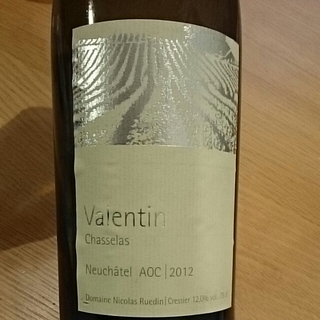 Valentin
Chasselas
Neuchâtel AOC | 2012
Domaine Nicolas Ruedin | Cressier 12,0% vol.